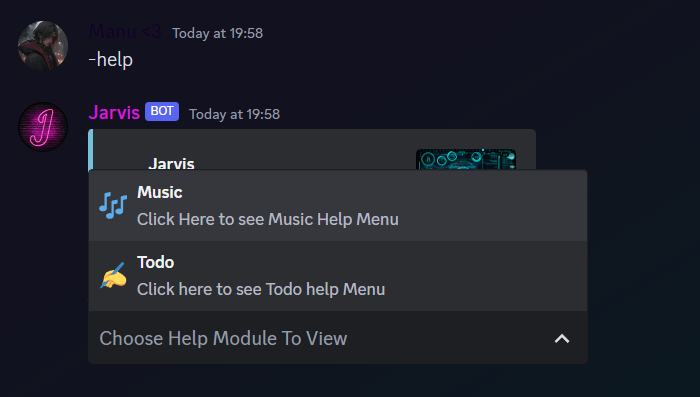 Manu <3 Today at 19:58
-help
Jarvis BOT Today at 19:58
Jarvis
Music
Click Here to see Music Help Menu
Todo
Click here to see Todo help Menu
Choose Help Module To View